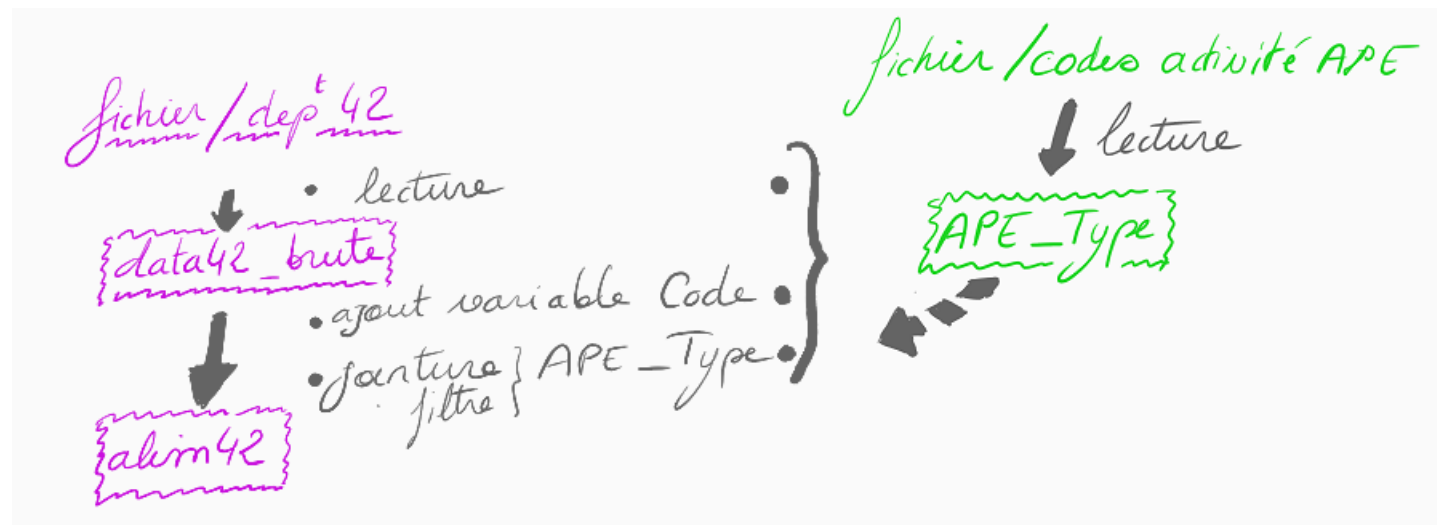 fichier/dept 42
• lecture
data42_brute
• ajout variable Code •
• jointure } APE_Type •
filtre
alim42
fichier/codes activité APE
lecture
APE_Type